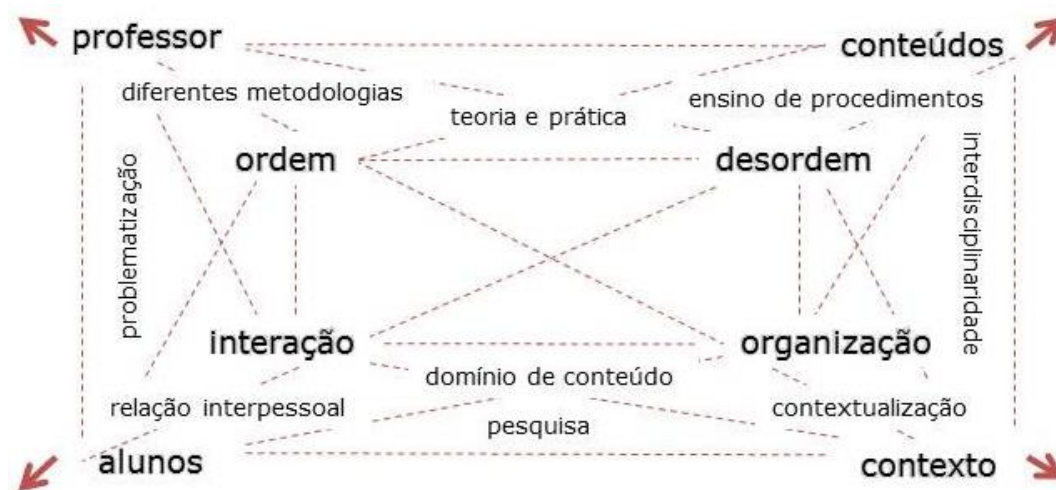 professor
conteúdos
diferentes metodologias
ensino de procedimentos
teoria e prática
ordem
desordem
problematização
interdisciplinaridade
interação
organização
domínio de conteúdo
relação interpessoal
contextualização
pesquisa
alunos
contexto